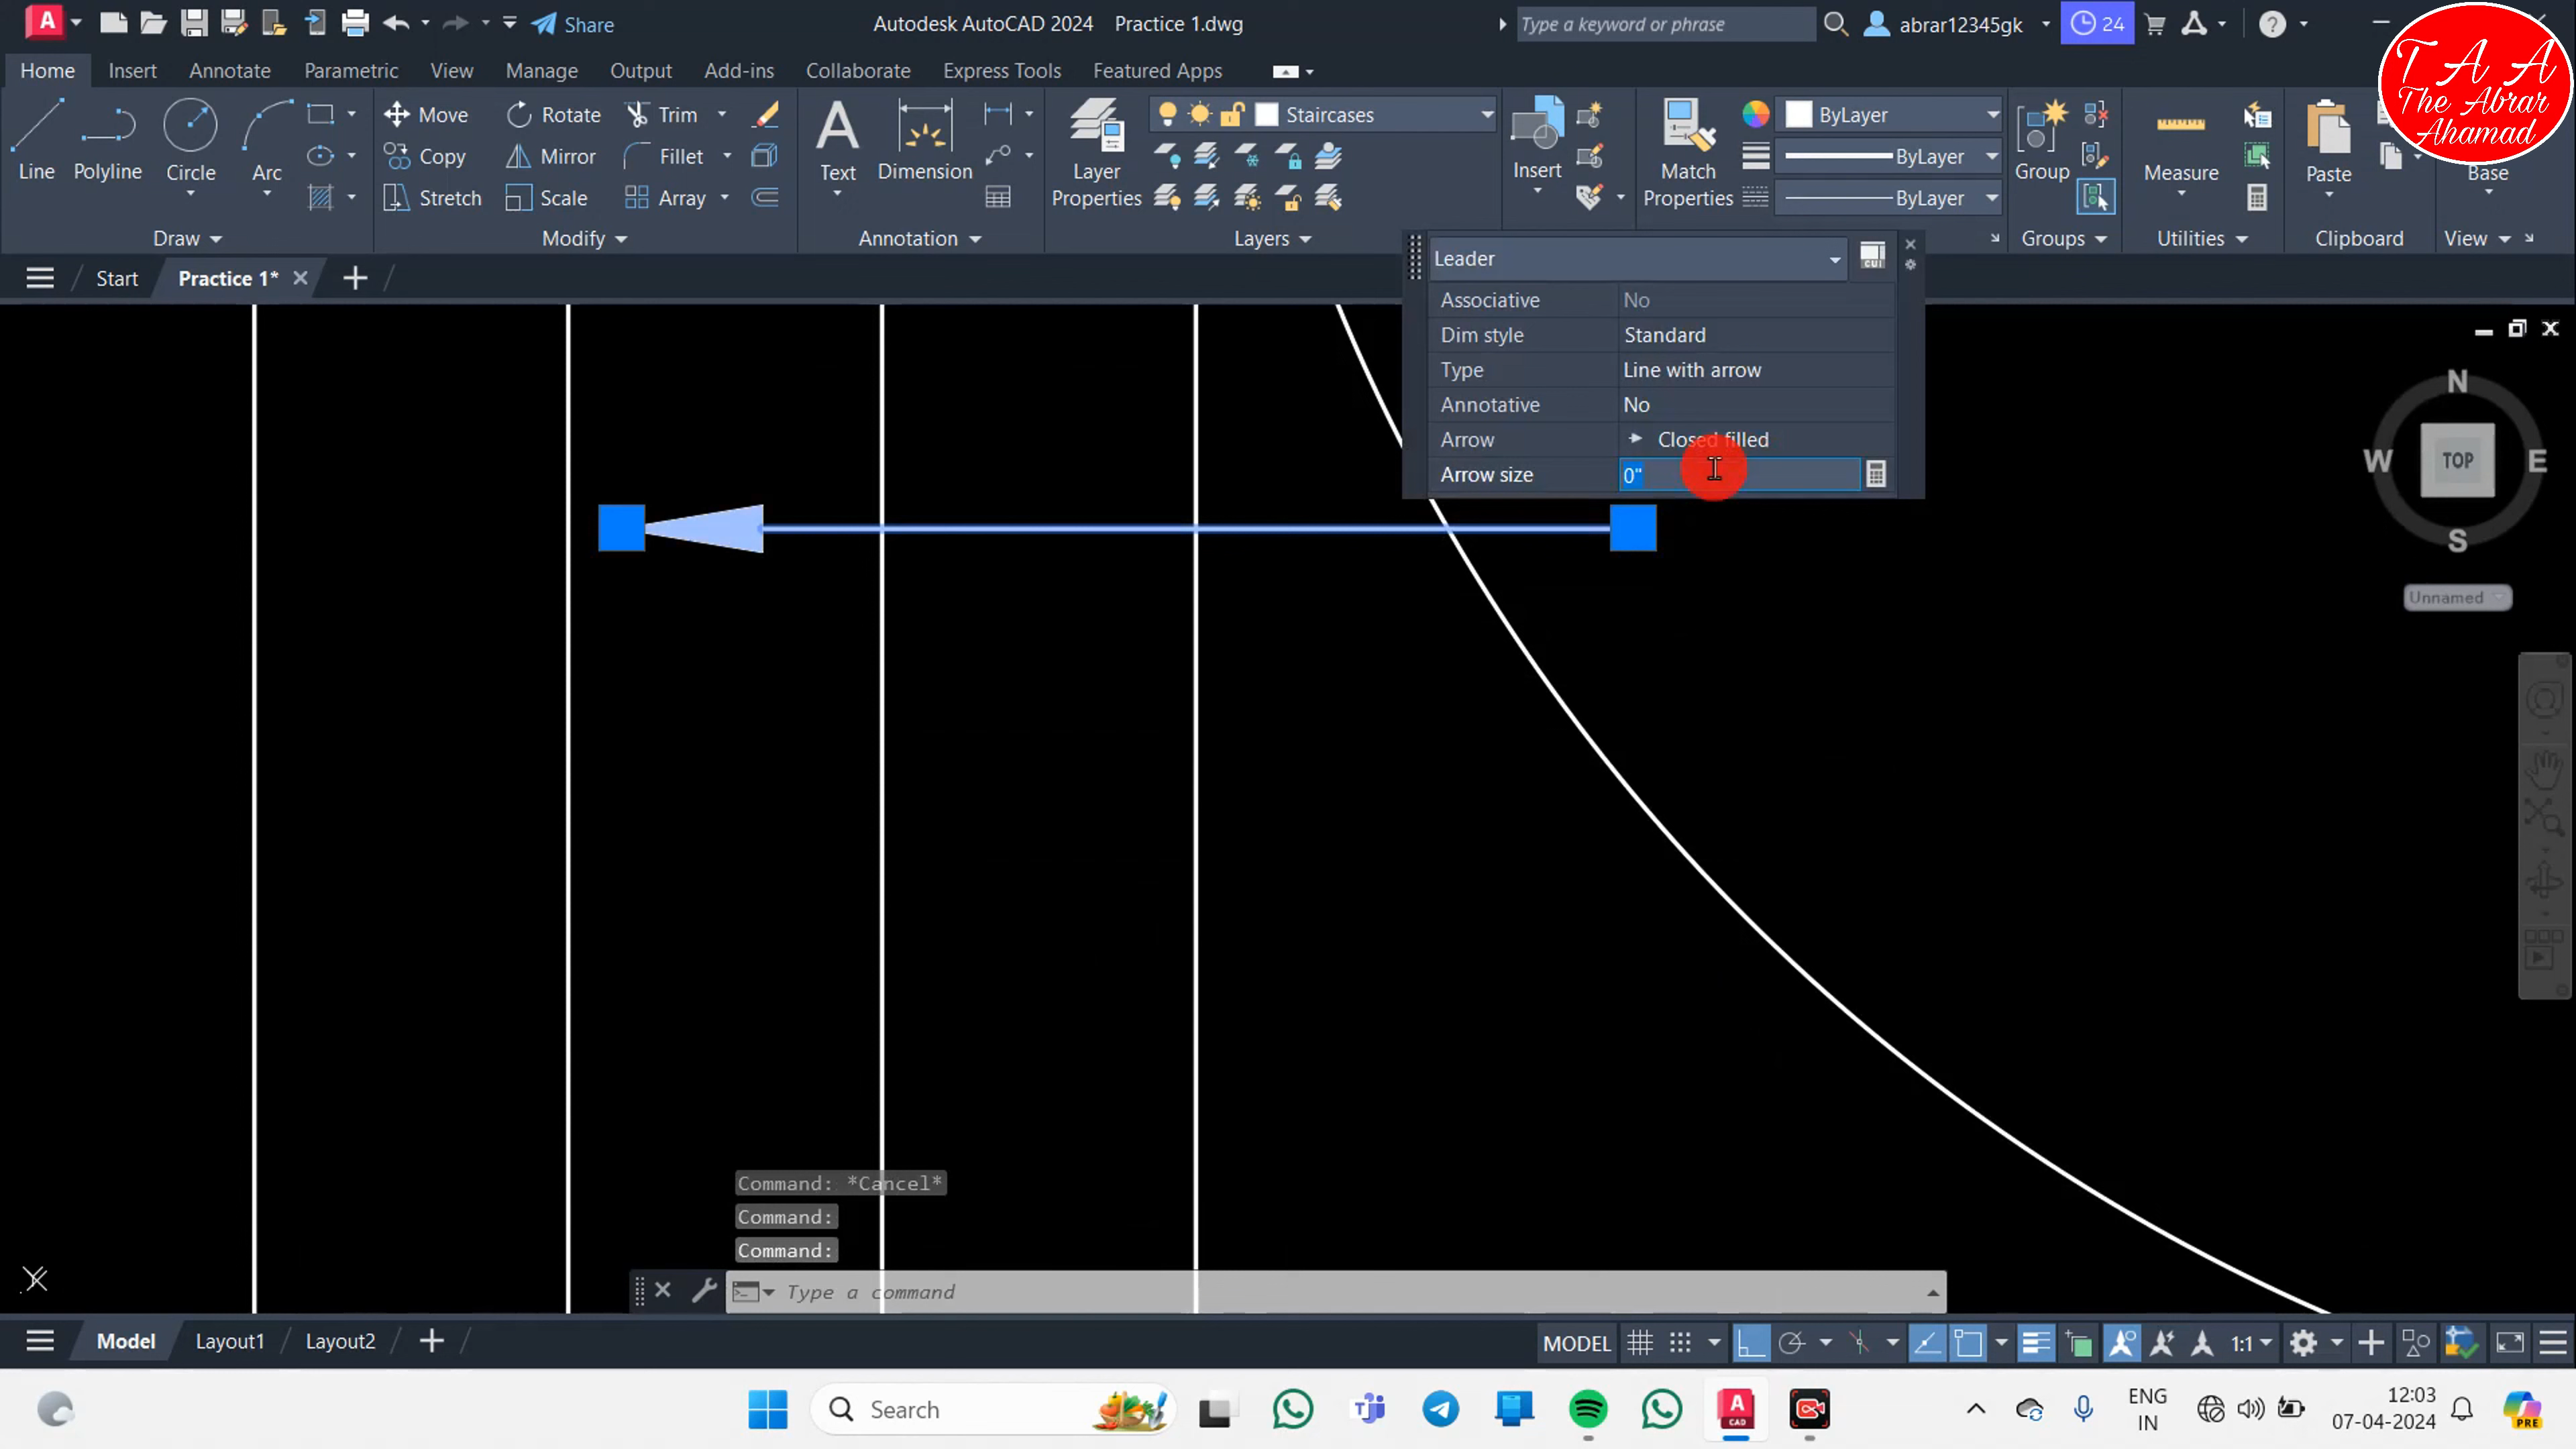 A Share Autodesk AutoCAD 2024 Practice 1.dwg Type a keyword or phrase abrar12345gk 24
T A A
The Abrar
Ahamad
Home Insert Annotate Parametric View Manage Output Add-ins Collaborate Express Tools Featured Apps
Line Polyline Circle Arc
Move Rotate Trim
Copy Mirror Fillet
Stretch Scale Array
A Text Dimension
Layer Properties
Staircases
Insert
Match Properties
ByLayer
ByLayer
ByLayer
Group
Measure
Paste
Base
Draw Modify Annotation Layers Groups Utilities Clipboard View
Start Practice 1*
Leader CUI
Associative No
Dim style Standard
Type Line with arrow
Annotative No
Arrow Closed filled
Arrow size 0"
N
W TOP E
S
Unnamed
Command: *Cancel*
Command:
Command:
Type a command
Model Layout1 Layout2 MODEL 1:1
Search
A CAD
ENG
IN
12:03
07-04-2024
PRE